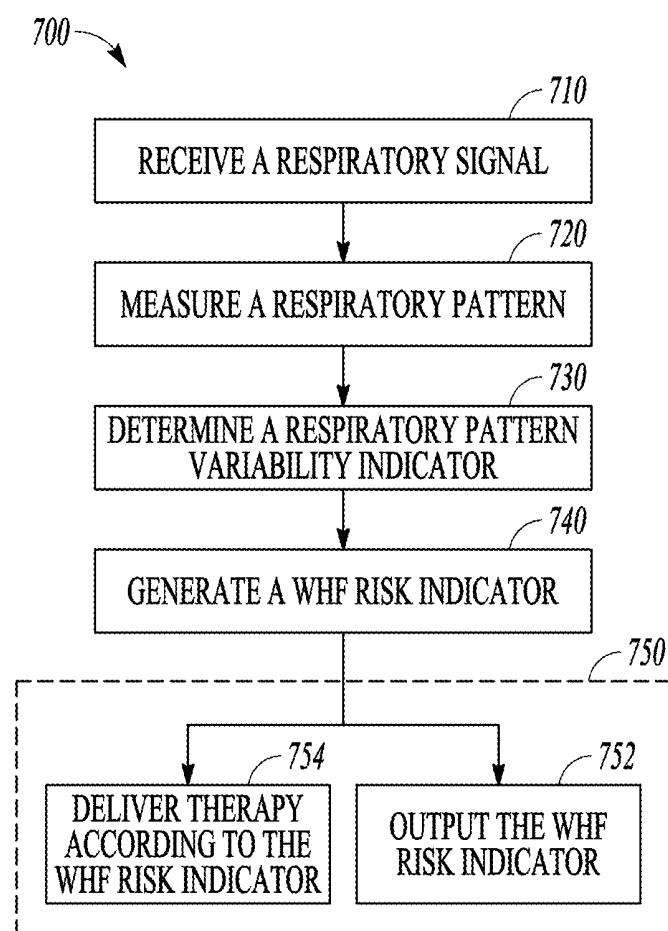 700
710
RECEIVE A RESPIRATORY SIGNAL
720
MEASURE A RESPIRATORY PATTERN
730
DETERMINE A RESPIRATORY PATTERN
VARIABILITY INDICATOR
740
GENERATE A WHF RISK INDICATOR
750
754
DELIVER THERAPY
ACCORDING TO THE
WHF RISK INDICATOR
752
OUTPUT THE WHF
RISK INDICATOR